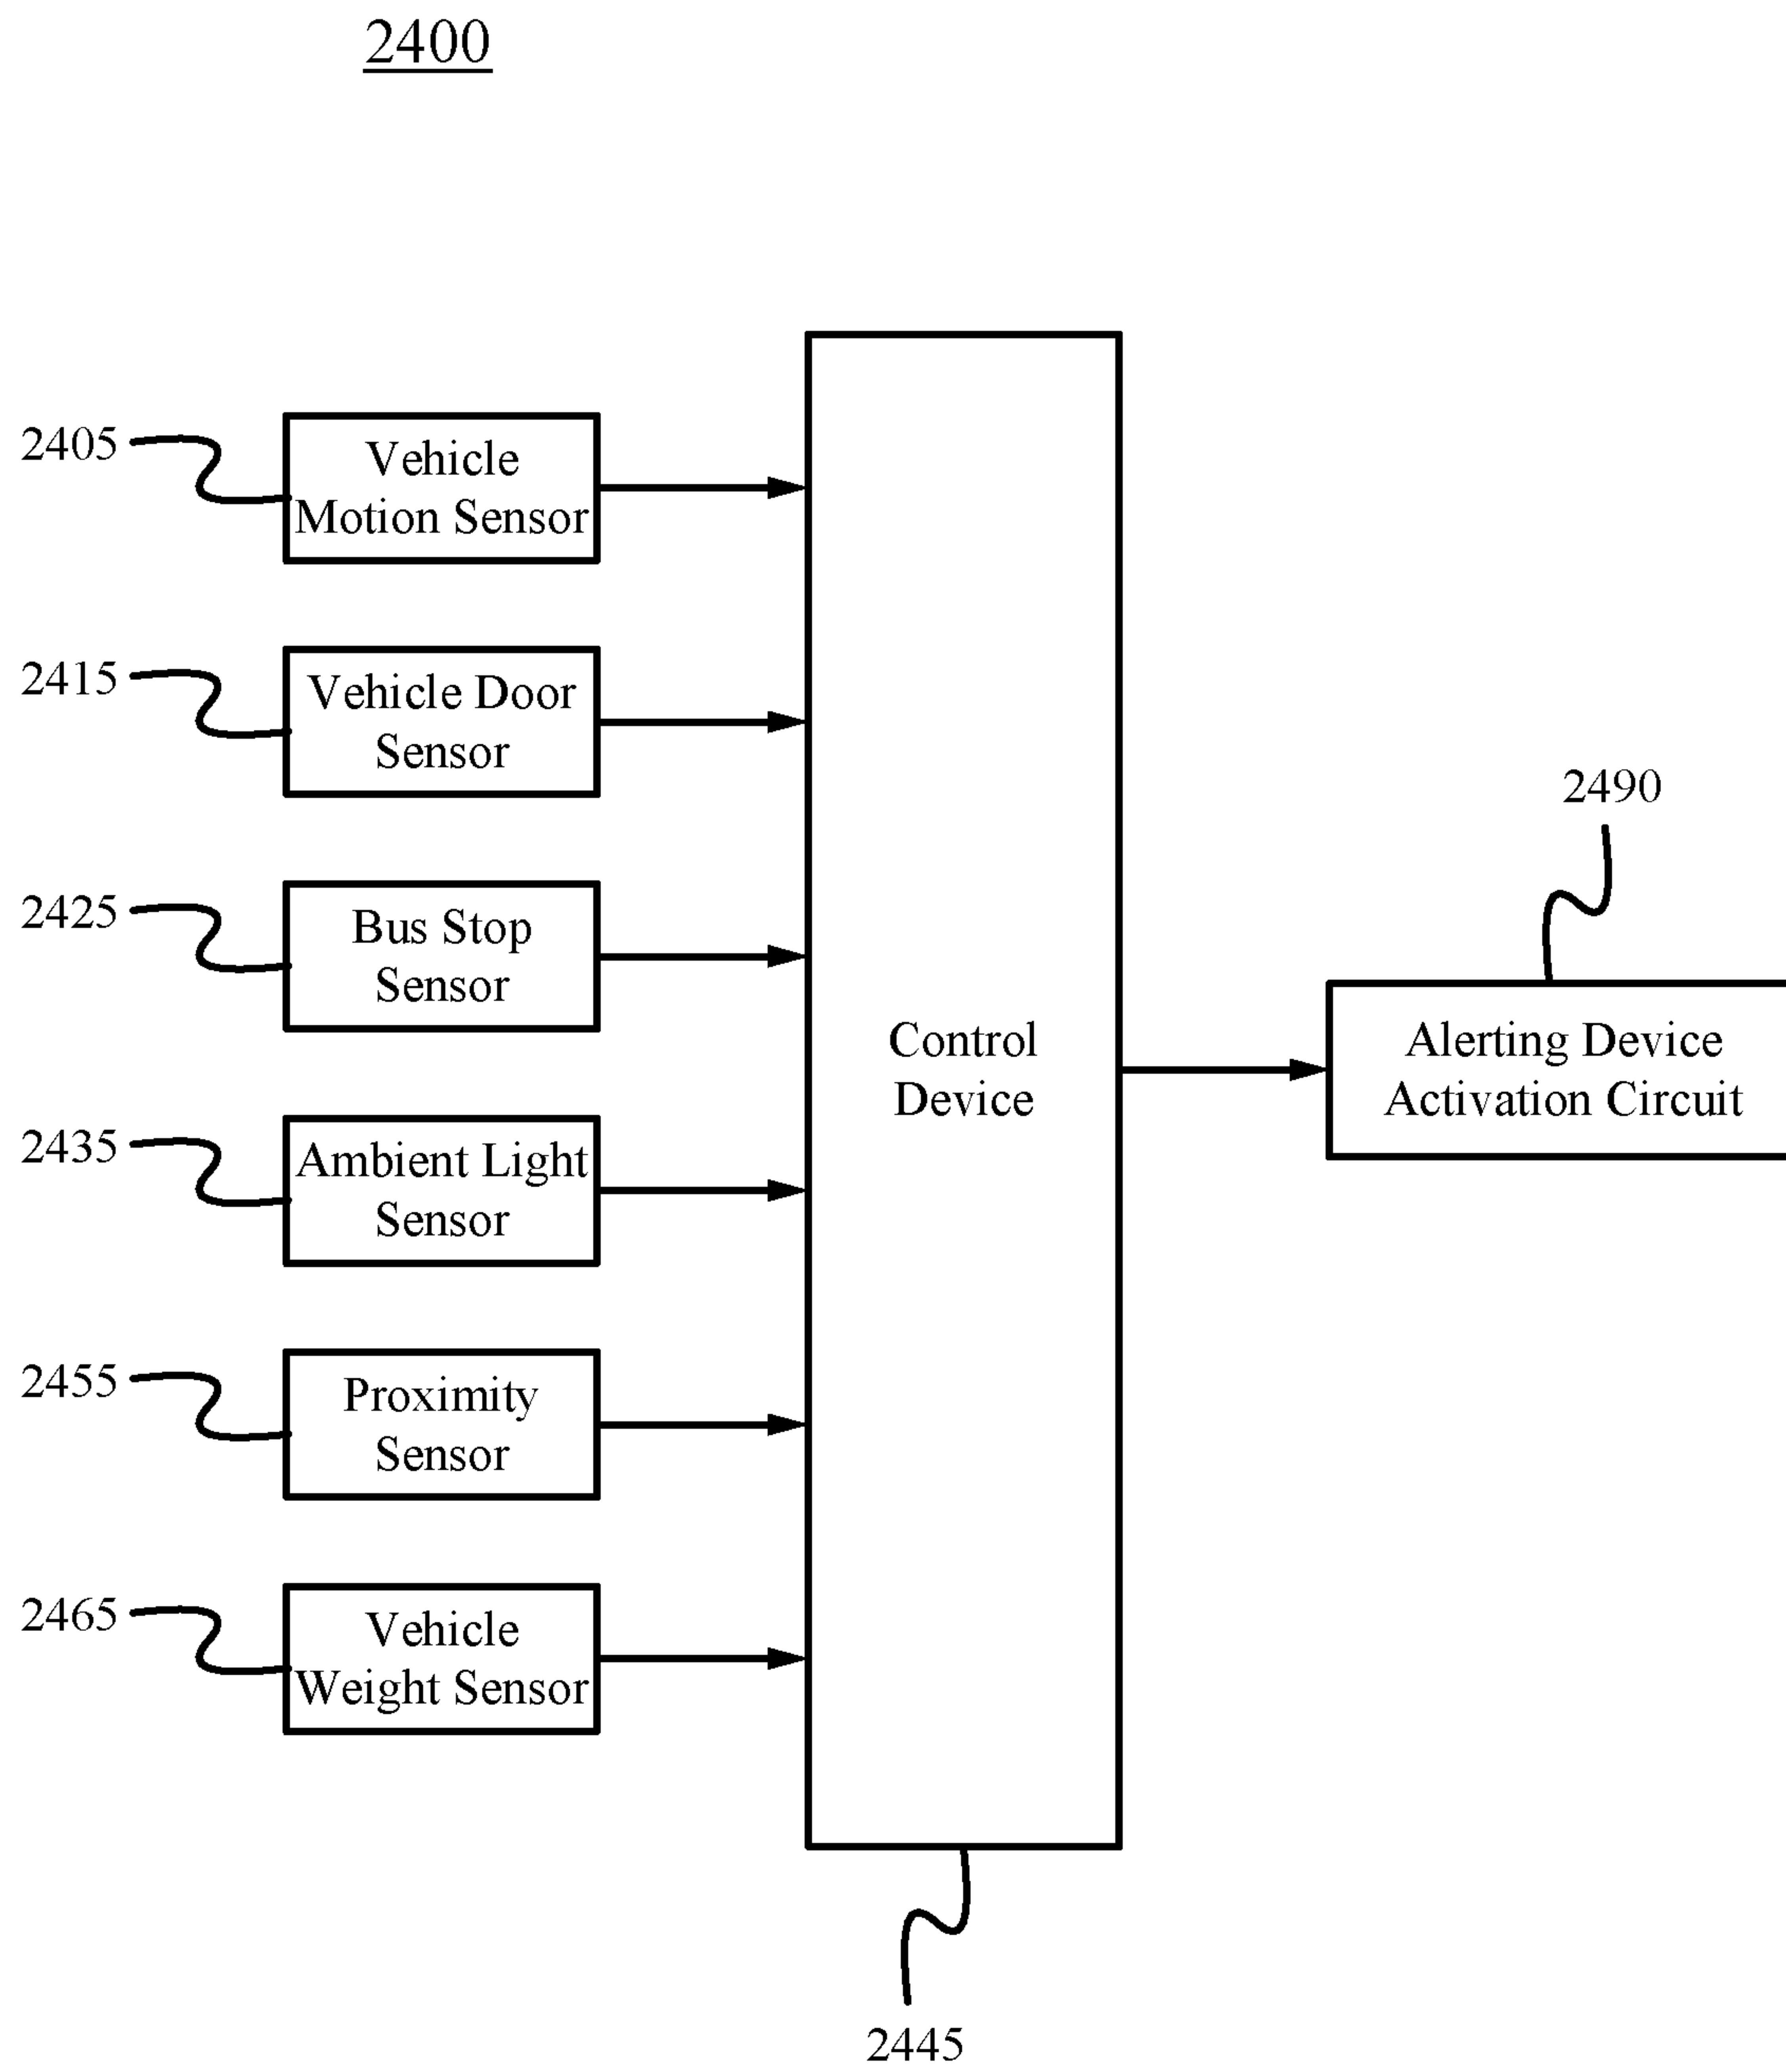 2400
2405
Vehicle
Motion Sensor
2415
Vehicle Door
Sensor
2425
Bus Stop
Sensor
2435
Ambient Light
Sensor
2455
Proximity
Sensor
2465
Vehicle
Weight Sensor
Control
Device
2445
2490
Alerting Device
Activation Circuit